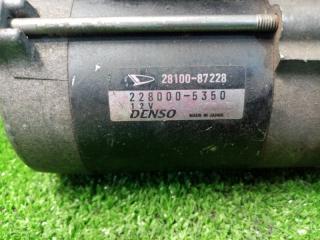 28100-87228
228000-5350
12V
DENSO MADE IN JAPAN